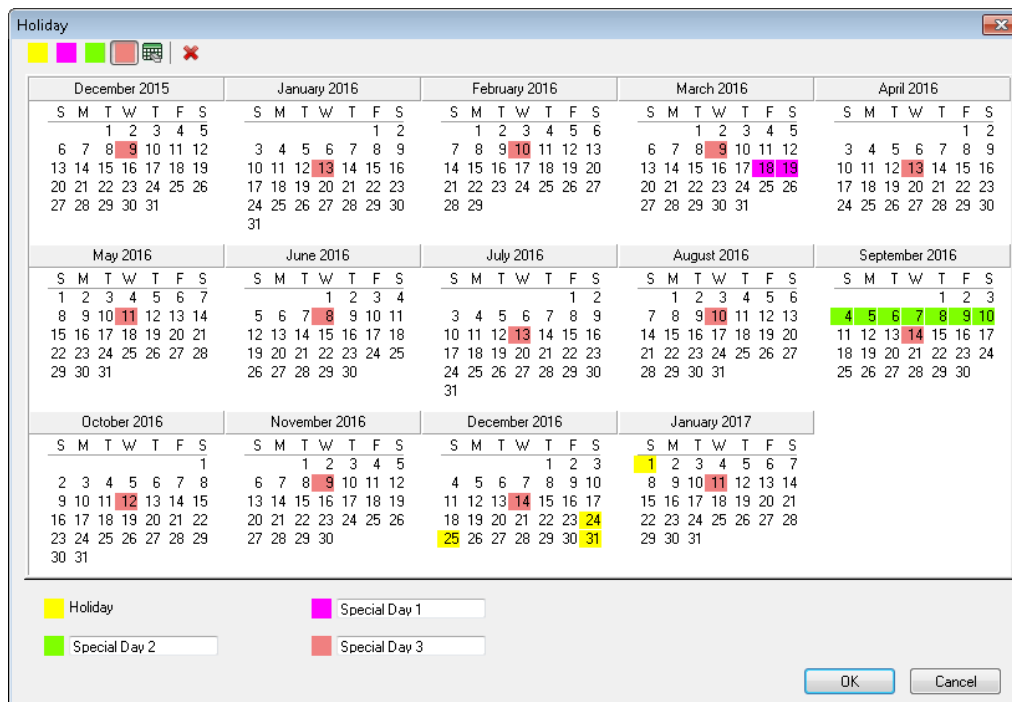 Holiday
December 2015 January 2016 February 2016 March 2016 April 2016
S M T W T F S S M T W T F S S M T W T F S S M T W T F S S M T W T F S
1 2 3 4 5 1 2 1 2 3 4 5 6 1 2 3 4 5 1 2
6 7 8 9 10 11 12 3 4 5 6 7 8 9 7 8 9 10 11 12 13 6 7 8 9 10 11 12 3 4 5 6 7 8 9
13 14 15 16 17 18 19 10 11 12 13 14 15 16 14 15 16 17 18 19 20 13 14 15 16 17 18 19 10 11 12 13 14 15 16
20 21 22 23 24 25 26 17 18 19 20 21 22 23 21 22 23 24 25 26 27 20 21 22 23 24 25 26 17 18 19 20 21 22 23
27 28 29 30 31 24 25 26 27 28 29 30 28 29 27 28 29 30 31 24 25 26 27 28 29 30
31
May 2016 June 2016 July 2016 August 2016 September 2016
S M T W T F S S M T W T F S S M T W T F S S M T W T F S S M T W T F S
1 2 3 4 5 6 7 1 2 3 4 1 2 1 2 3 4 5 6 1 2 3
8 9 10 11 12 13 14 5 6 7 8 9 10 11 3 4 5 6 7 8 9 7 8 9 10 11 12 13 4 5 6 7 8 9 10
15 16 17 18 19 20 21 12 13 14 15 16 17 18 10 11 12 13 14 15 16 14 15 16 17 18 19 20 11 12 13 14 15 16 17
22 23 24 25 26 27 28 19 20 21 22 23 24 25 17 18 19 20 21 22 23 21 22 23 24 25 26 27 18 19 20 21 22 23 24
29 30 31 26 27 28 29 30 24 25 26 27 28 29 30 28 29 30 31 25 26 27 28 29 30
31
October 2016 November 2016 December 2016 January 2017
S M T W T F S S M T W T F S S M T W T F S S M T W T F S
1 1 2 3 4 5 1 2 3 1 2 3 4 5 6 7
2 3 4 5 6 7 8 6 7 8 9 10 11 12 4 5 6 7 8 9 10 8 9 10 11 12 13 14
9 10 11 12 13 14 15 13 14 15 16 17 18 19 11 12 13 14 15 16 17 15 16 17 18 19 20 21
16 17 18 19 20 21 22 20 21 22 23 24 25 26 18 19 20 21 22 23 24 22 23 24 25 26 27 28
23 24 25 26 27 28 29 27 28 29 30 25 26 27 28 29 30 31 29 30 31
30 31
Holiday Special Day 1
Special Day 2 Special Day 3
OK Cancel